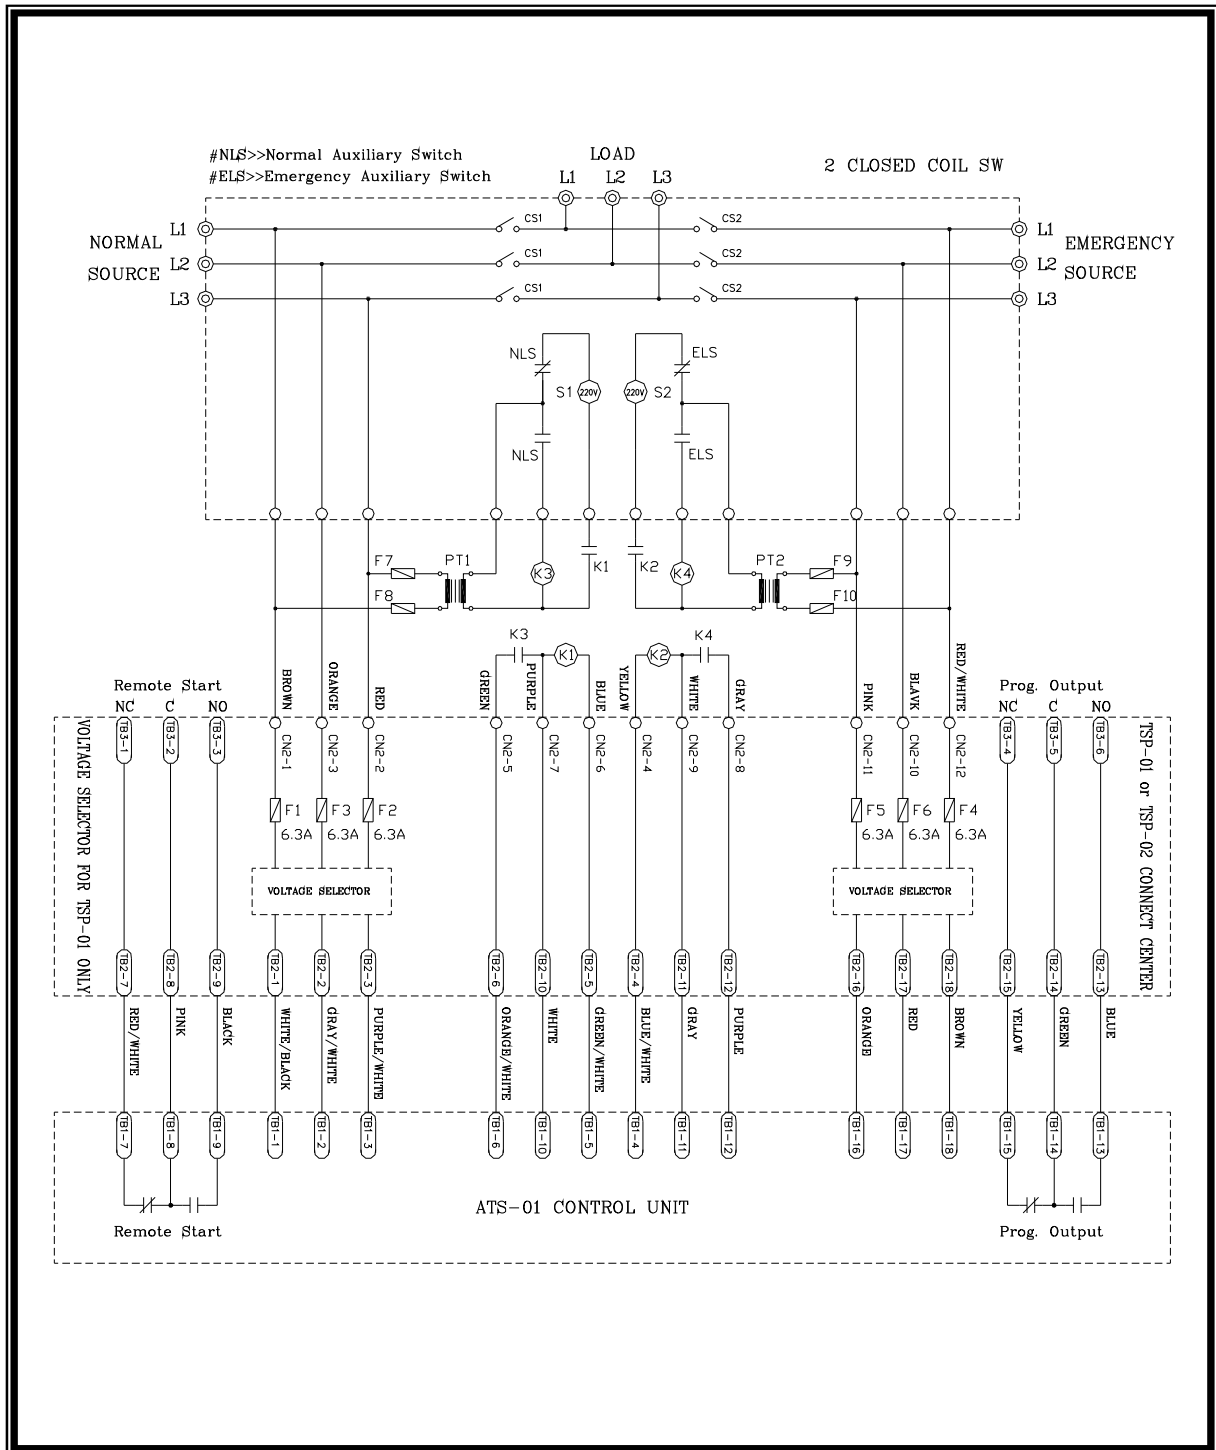 #NLS>>Normal Auxiliary Switch
#ELS>>Emergency Auxiliary Switch
LOAD
L1 L2 L3
2 CLOSED COIL SW
NORMAL
SOURCE
L1
L2
L3
CS1 CS2
CS1 CS2
CS1 CS2
L1
L2
L3
EMERGENCY
SOURCE
NLS
ELS
S1 220V
220V S2
NLS
ELS
F7
PT1
K3
K1
K2
K4
PT2
F9
F8
F10
K3
K1
K2
K4
BROWN
ORANGE
RED
GREEN
PURPLE
BLUE
YELLOW
WHITE
GRAY
PINK
BLAVK
RED/WHITE
Remote Start
NC C NO
Prog. Output
NC C NO
VOLTAGE SELECTOR FOR TSP-01 ONLY
TB3-1
TB3-2
TB3-3
CN2-1
CN2-3
CN2-2
CN2-5
CN2-7
CN2-6
CN2-4
CN2-9
CN2-8
CN2-11
CN2-10
CN2-12
TB3-4
TB3-5
TB3-6
TSP-01 or TSP-02 CONNECT CENTER
F1
6.3A
F3
6.3A
F2
6.3A
F5
6.3A
F6
6.3A
F4
6.3A
VOLTAGE SELECTOR
VOLTAGE SELECTOR
TB2-7
TB2-8
TB2-9
TB2-1
TB2-2
TB2-3
TB2-6
TB2-10
TB2-5
TB2-4
TB2-11
TB2-12
TB2-16
TB2-17
TB2-18
TB2-15
TB2-14
TB2-13
RED/WHITE
PINK
BLACK
WHITE/BLACK
GRAY/WHITE
PURPLE/WHITE
ORANGE/WHITE
WHITE
GREEN/WHITE
BLUE/WHITE
GRAY
PURPLE
ORANGE
RED
BROWN
YELLOW
GREEN
BLUE
TB1-7
TB1-8
TB1-9
TB1-1
TB1-2
TB1-3
TB1-6
TB1-10
TB1-5
TB1-4
TB1-11
TB1-12
TB1-16
TB1-17
TB1-18
TB1-15
TB1-14
TB1-13
ATS-01 CONTROL UNIT
Remote Start
Prog. Output